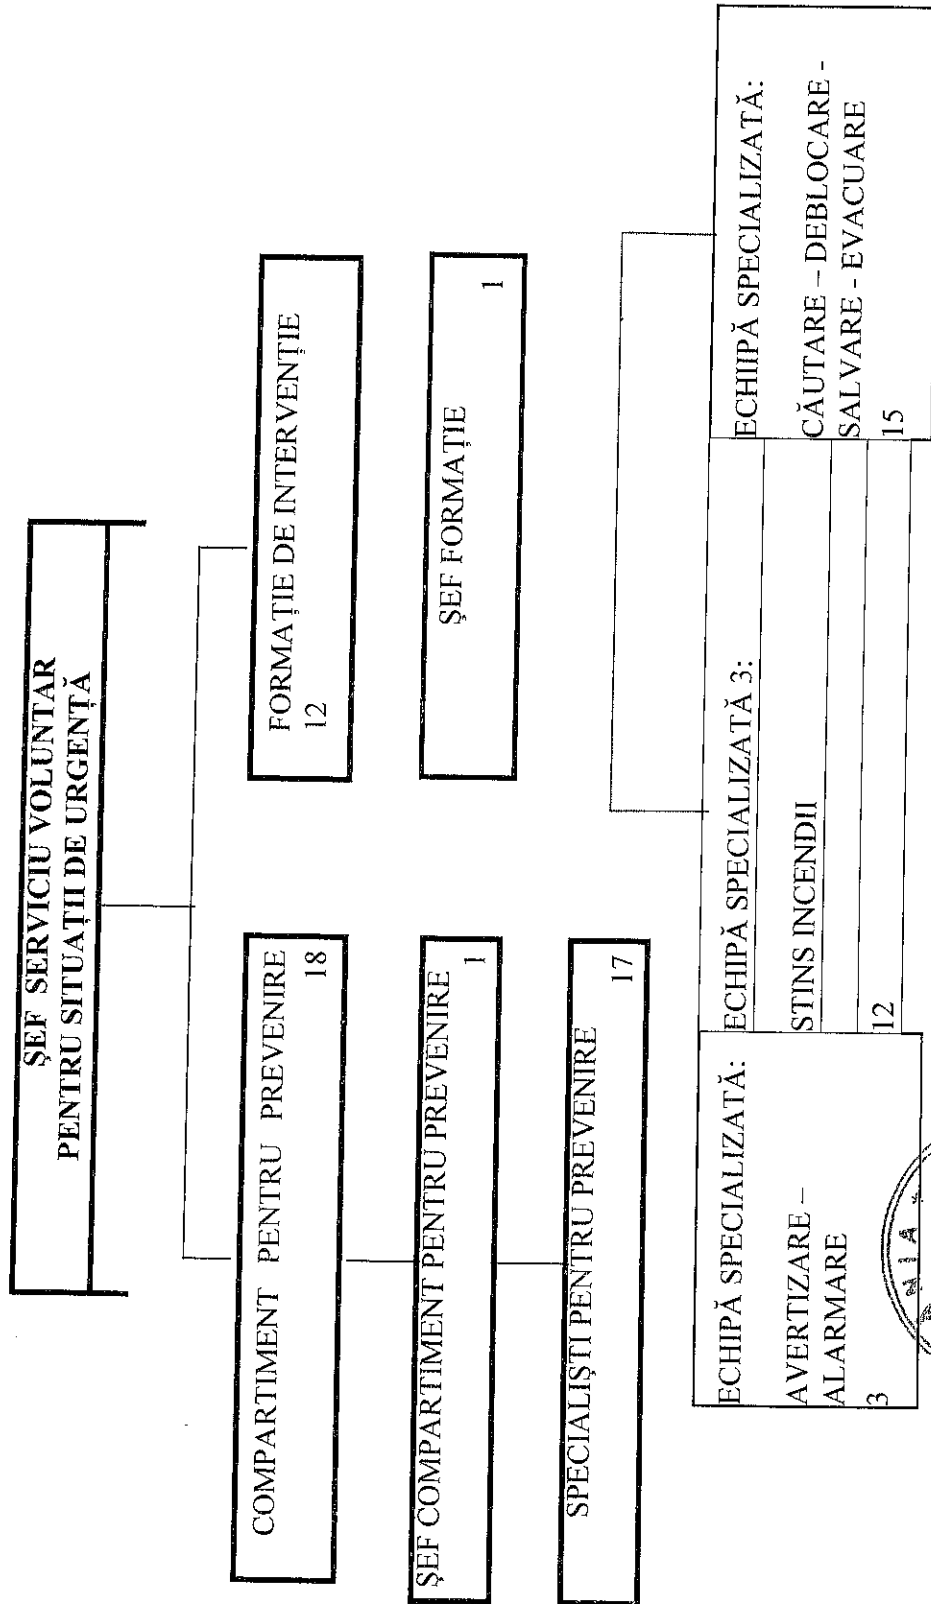 ŞEF SERVICIU VOLUNTAR
PENTRU SITUAŢII DE URGENŢĂ
COMPARTIMENT PENTRU PREVENIRE
18
FORMAŢIE DE INTERVENŢIE
12
ŞEF COMPARTIMENT PENTRU PREVENIRE
1
ŞEF FORMAŢIE
1
SPECIALIŞTI PENTRU PREVENIRE
17
ECHIPĂ SPECIALIZATĂ:
AVERTIZARE –
ALARMARE
3
ECHIPĂ SPECIALIZATĂ 3:
STINS INCENDII
12
ECHIIPĂ SPECIALIZATĂ:
CĂUTARE – DEBLOCARE -
SALVARE - EVACUARE
15